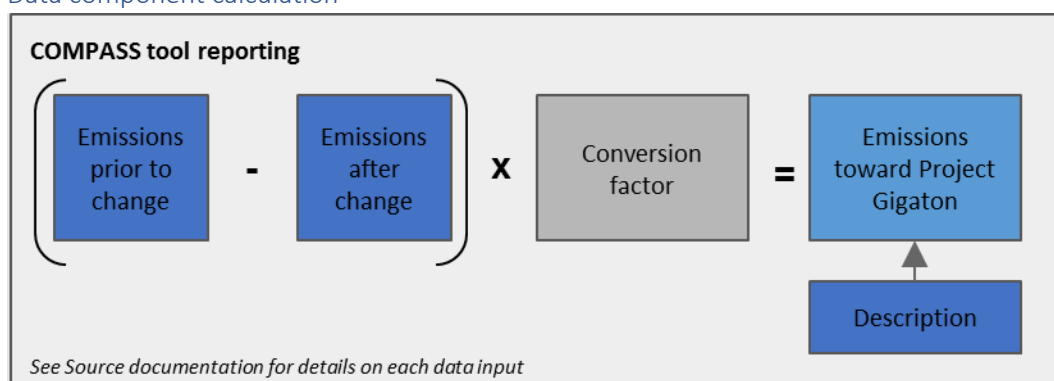 Data component calculation
COMPASS tool reporting
Emissions
prior to
change
-
Emissions
after
change
x
Conversion
factor
=
Emissions
toward Project
Gigaton
Description
See Source documentation for details on each data input